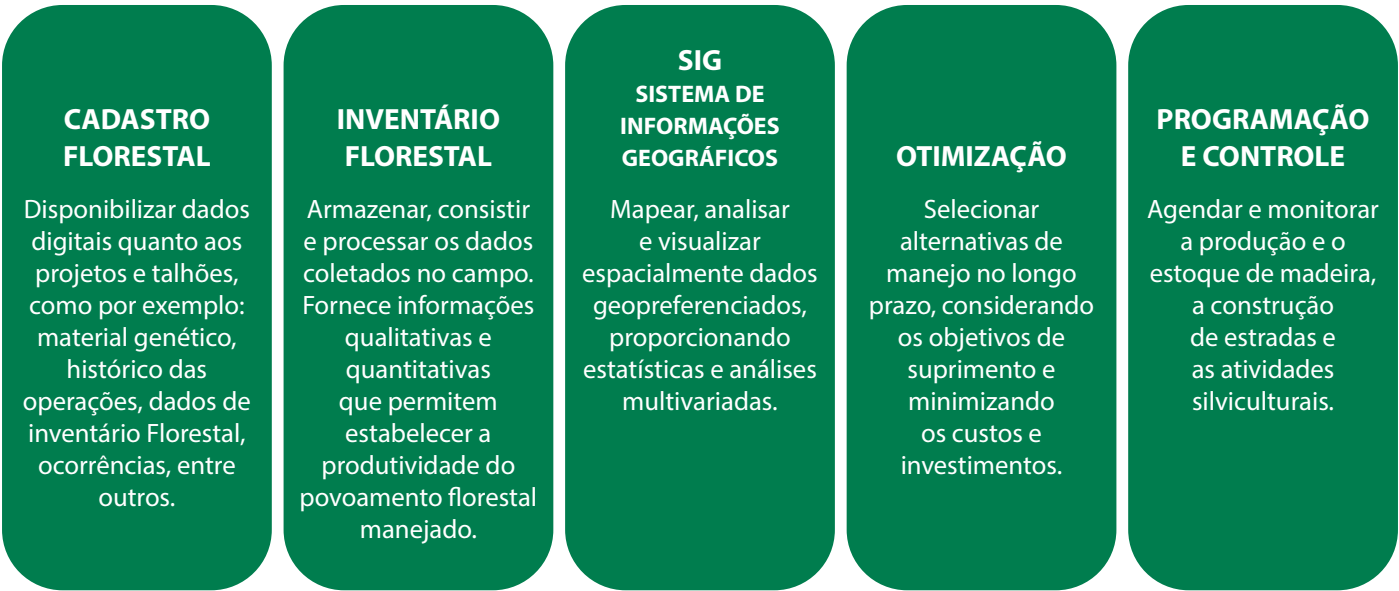 CADASTRO
FLORESTAL
Disponibilizar dados
digitais quanto aos
projetos e talhões,
como por exemplo:
material genético,
histórico das
operações, dados de
inventário Florestal,
ocorrências, entre
outros.
INVENTÁRIO
FLORESTAL
Armazenar, consistir
e processar os dados
coletados no campo.
Fornece informações
qualitativas e
quantitativas
que permitem
estabelecer a
produtividade do
povoamento florestal
manejado.
SIG
SISTEMA DE
INFORMAÇÕES
GEOGRÁFICOS
Mapear, analisar
e visualizar
espacialmente dados
geopreferenciados,
proporcionando
estatísticas e análises
multivariadas.
OTIMIZAÇÃO
Selecionar
alternativas de
manejo no longo
prazo, considerando
os objetivos de
suprimento e
minimizando
os custos e
investimentos.
PROGRAMAÇÃO
E CONTROLE
Agendar e monitorar
a produção e o
estoque de madeira,
a construção
de estradas e
as atividades
silviculturais.